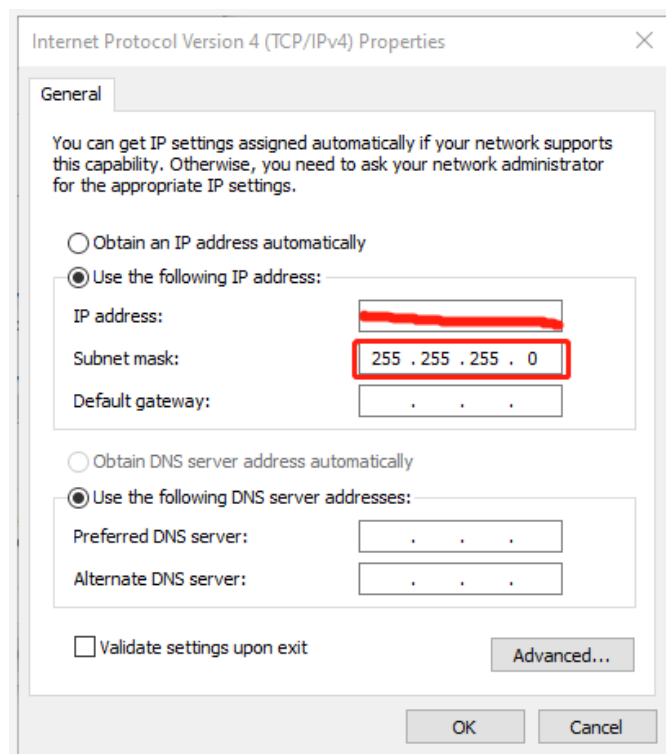 Internet Protocol Version 4 (TCP/IPv4) Properties
General
You can get IP settings assigned automatically if your network supports
this capability. Otherwise, you need to ask your network administrator
for the appropriate IP settings.
Obtain an IP address automatically
Use the following IP address:
IP address:
Subnet mask: 255 . 255 . 255 . 0
Default gateway: . . .
Obtain DNS server address automatically
Use the following DNS server addresses:
Preferred DNS server: . . .
Alternate DNS server: . . .
Validate settings upon exit
Advanced...
OK Cancel